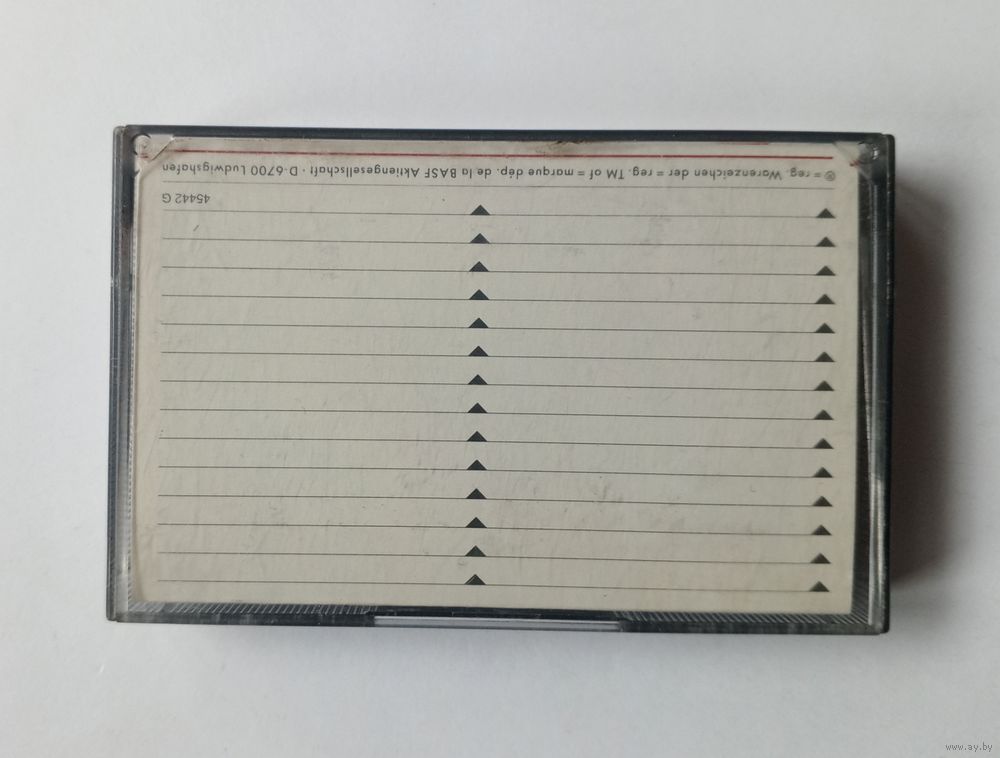 ® = reg. Warenzeichen der = reg. TM of = marque dép. de la BASF Aktiengesellschaft · D-6700 Ludwigshafen
45442 G
www.ay.by